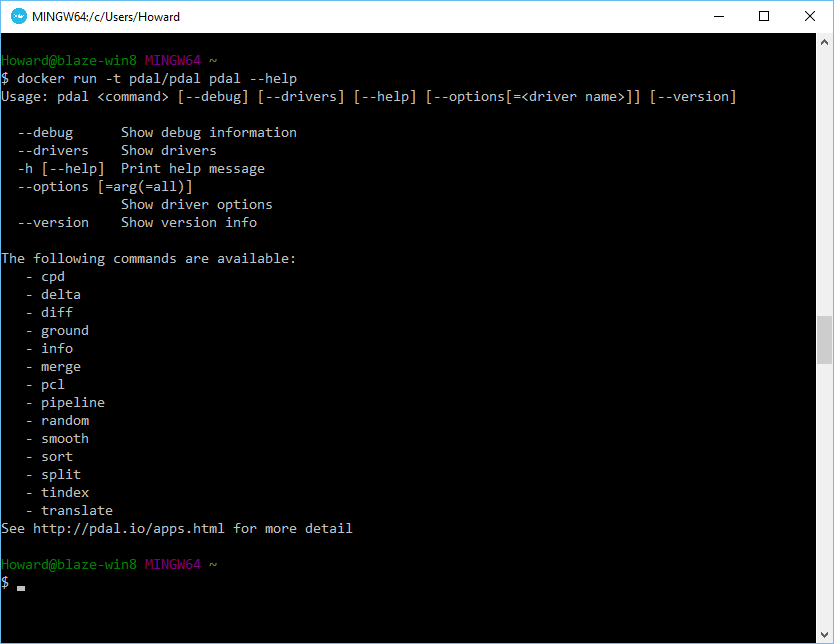 MINGW64:/c/Users/Howard
Howard@blaze-win8 MINGW64 ~
$ docker run -t pdal/pdal pdal --help
Usage: pdal <command> [--debug] [--drivers] [--help] [--options[=<driver name>]] [--version]
--debug Show debug information
--drivers Show drivers
-h [--help] Print help message
--options [=arg(=all)]
Show driver options
--version Show version info
The following commands are available:
- cpd
- delta
- diff
- ground
- info
- merge
- pcl
- pipeline
- random
- smooth
- sort
- split
- tindex
- translate
See http://pdal.io/apps.html for more detail
Howard@blaze-win8 MINGW64 ~
$